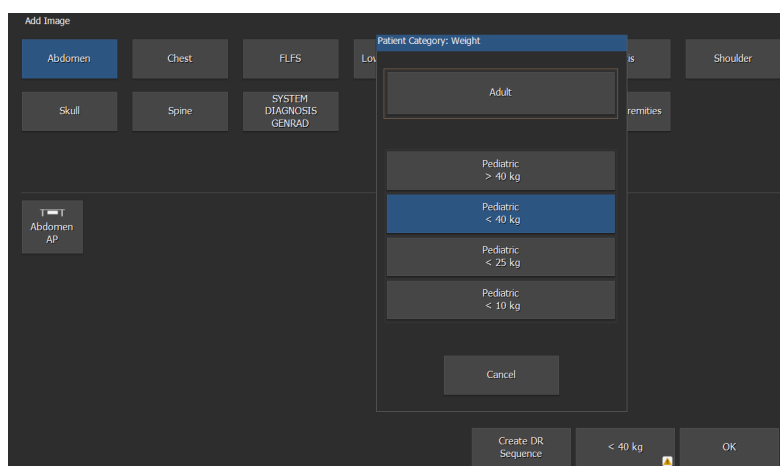 Add Image
Patient Category: Weight
Abdomen
Chest
FLFS
Lo
is
Shoulder
Adult
Skull
Spine
SYSTEM
DIAGNOSIS
GENRAD
remities
Pediatric
> 40 kg
Pediatric
< 40 kg
Pediatric
< 25 kg
Pediatric
< 10 kg
Abdomen
AP
Cancel
Create DR
Sequence
< 40 kg
OK